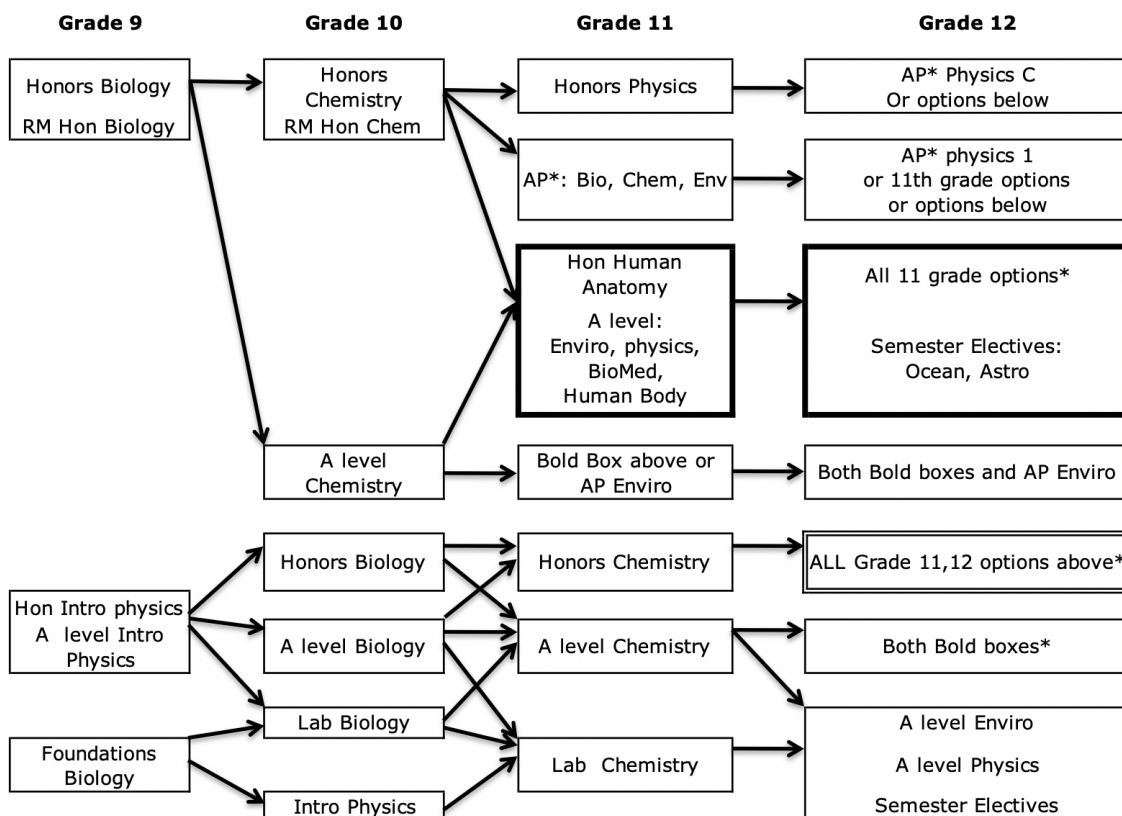 Grade 9
Grade 10
Grade 11
Grade 12
Honors Biology
RM Hon Biology
Honors
Chemistry
RM Hon Chem
Honors Physics
AP* Physics C
Or options below
AP*: Bio, Chem, Env
AP* physics 1
or 11th grade options
or options below
Hon Human
Anatomy
A level:
Enviro, physics,
BioMed,
Human Body
All 11 grade options*
Semester Electives:
Ocean, Astro
A level
Chemistry
Bold Box above or
AP Enviro
Both Bold boxes and AP Enviro
Hon Intro physics
A level Intro
Physics
Honors Biology
Honors Chemistry
ALL Grade 11,12 options above*
A level Biology
A level Chemistry
Both Bold boxes*
Foundations
Biology
Lab Biology
Intro Physics
Lab Chemistry
A level Enviro
A level Physics
Semester Electives